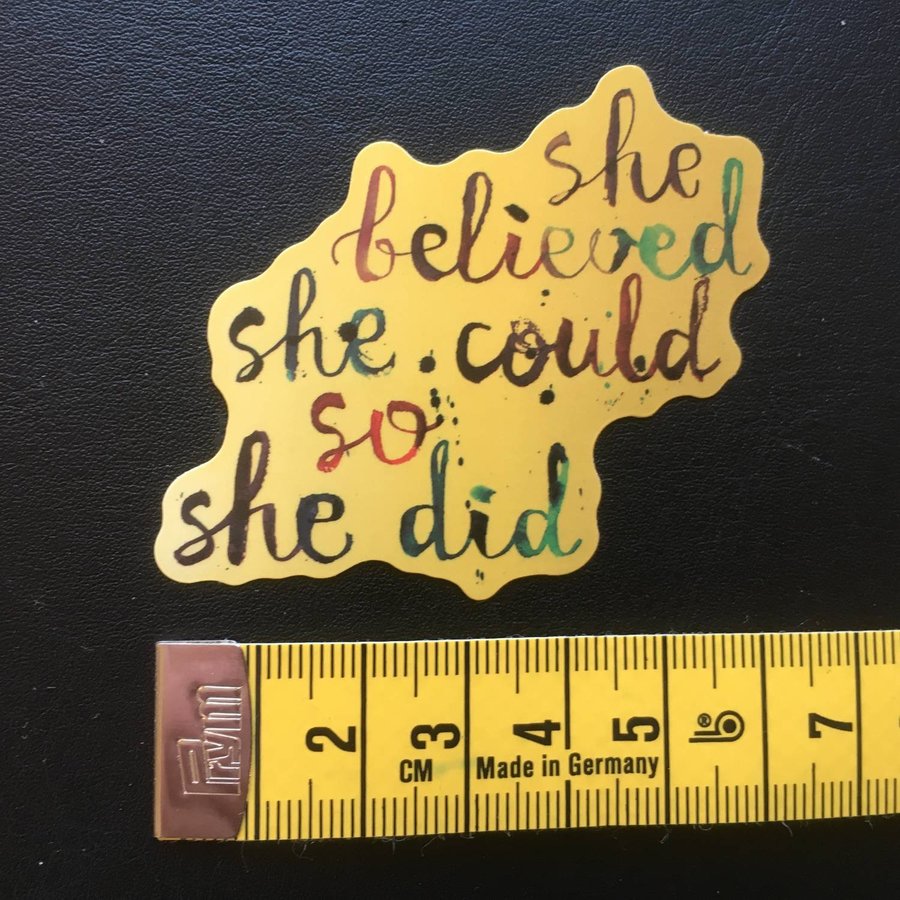 she
believed
she could
so
she did
Prym
2 3 4 5 6 7
CM Made in Germany